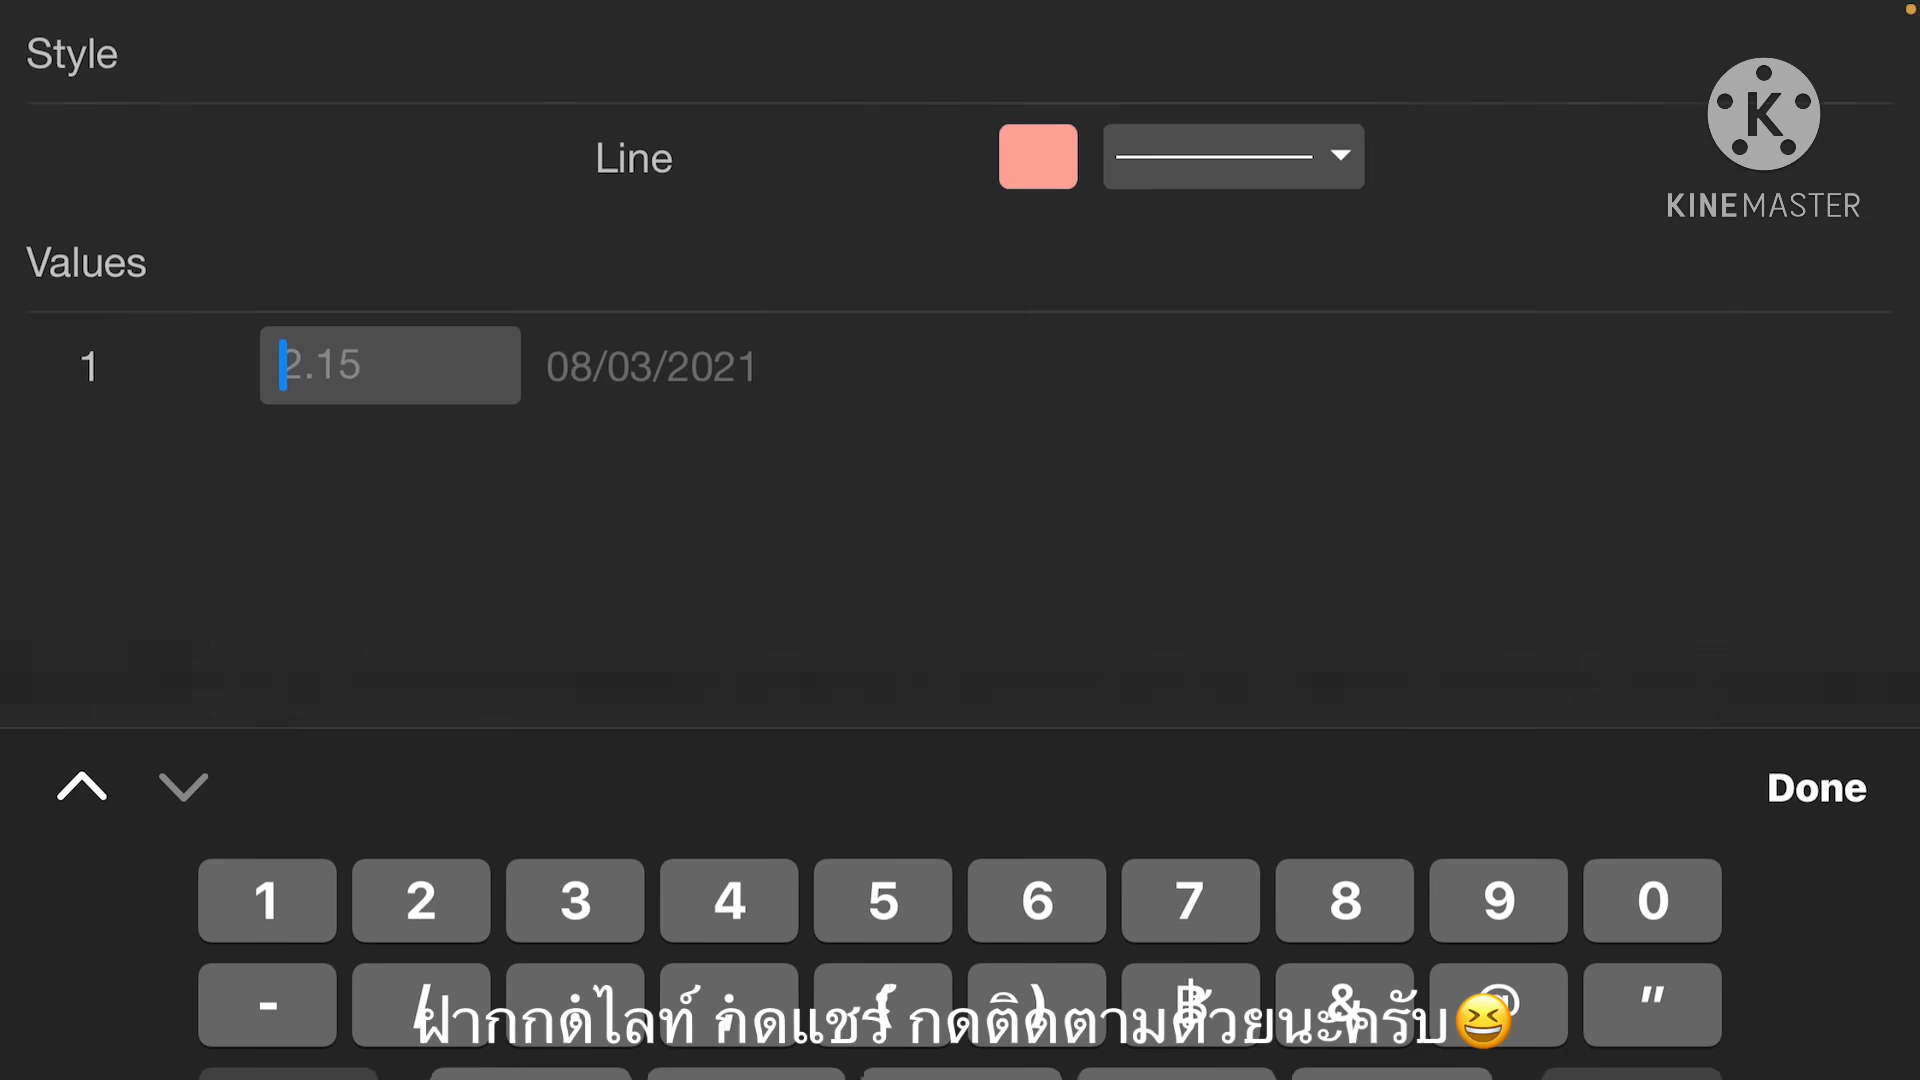 Style
Line
K
KINEMASTER
Values
1 2.15 08/03/2021
Done
1 2 3 4 5 6 7 8 9 0
- / : ; ( ) ฿ & @ "
ฝากกดไลท์ กดแชร์ กดติดตามด้วยนะครับ😆